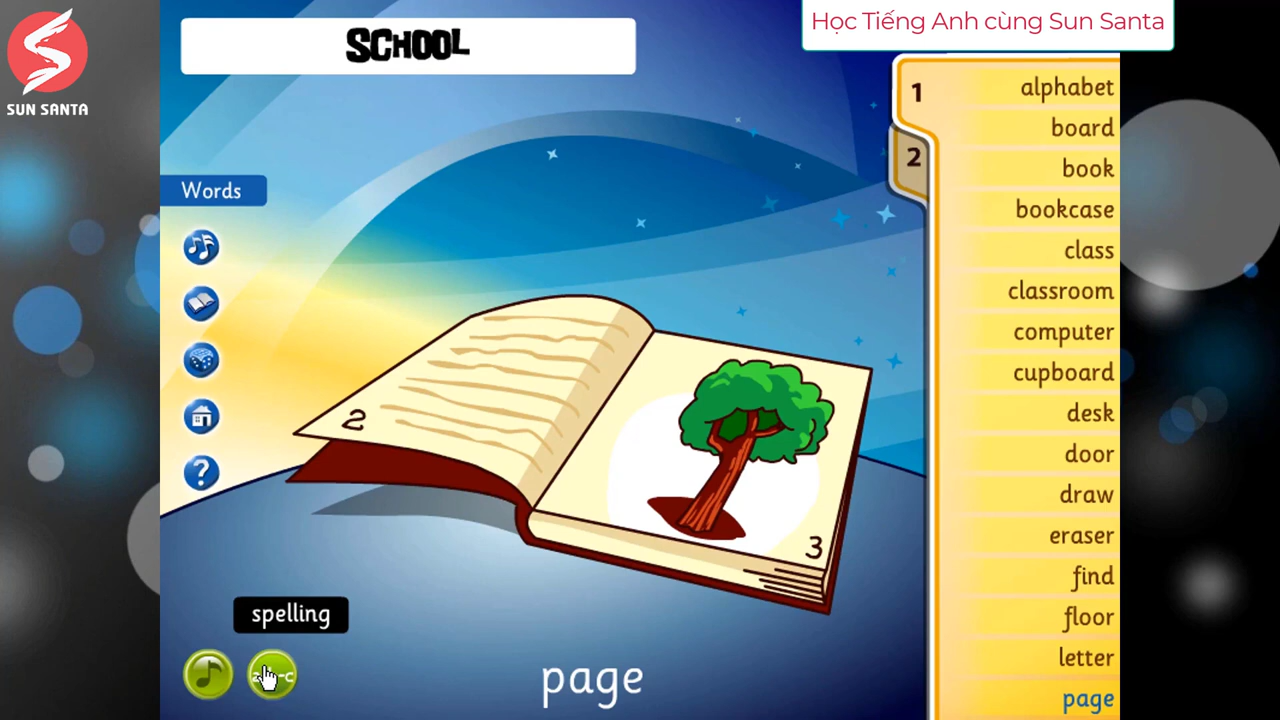 SUN SANTA
SCHOOL
Học Tiếng Anh cùng Sun Santa
Words
2
3
spelling
page
1
2
alphabet
board
book
bookcase
class
classroom
computer
cupboard
desk
door
draw
eraser
find
floor
letter
page